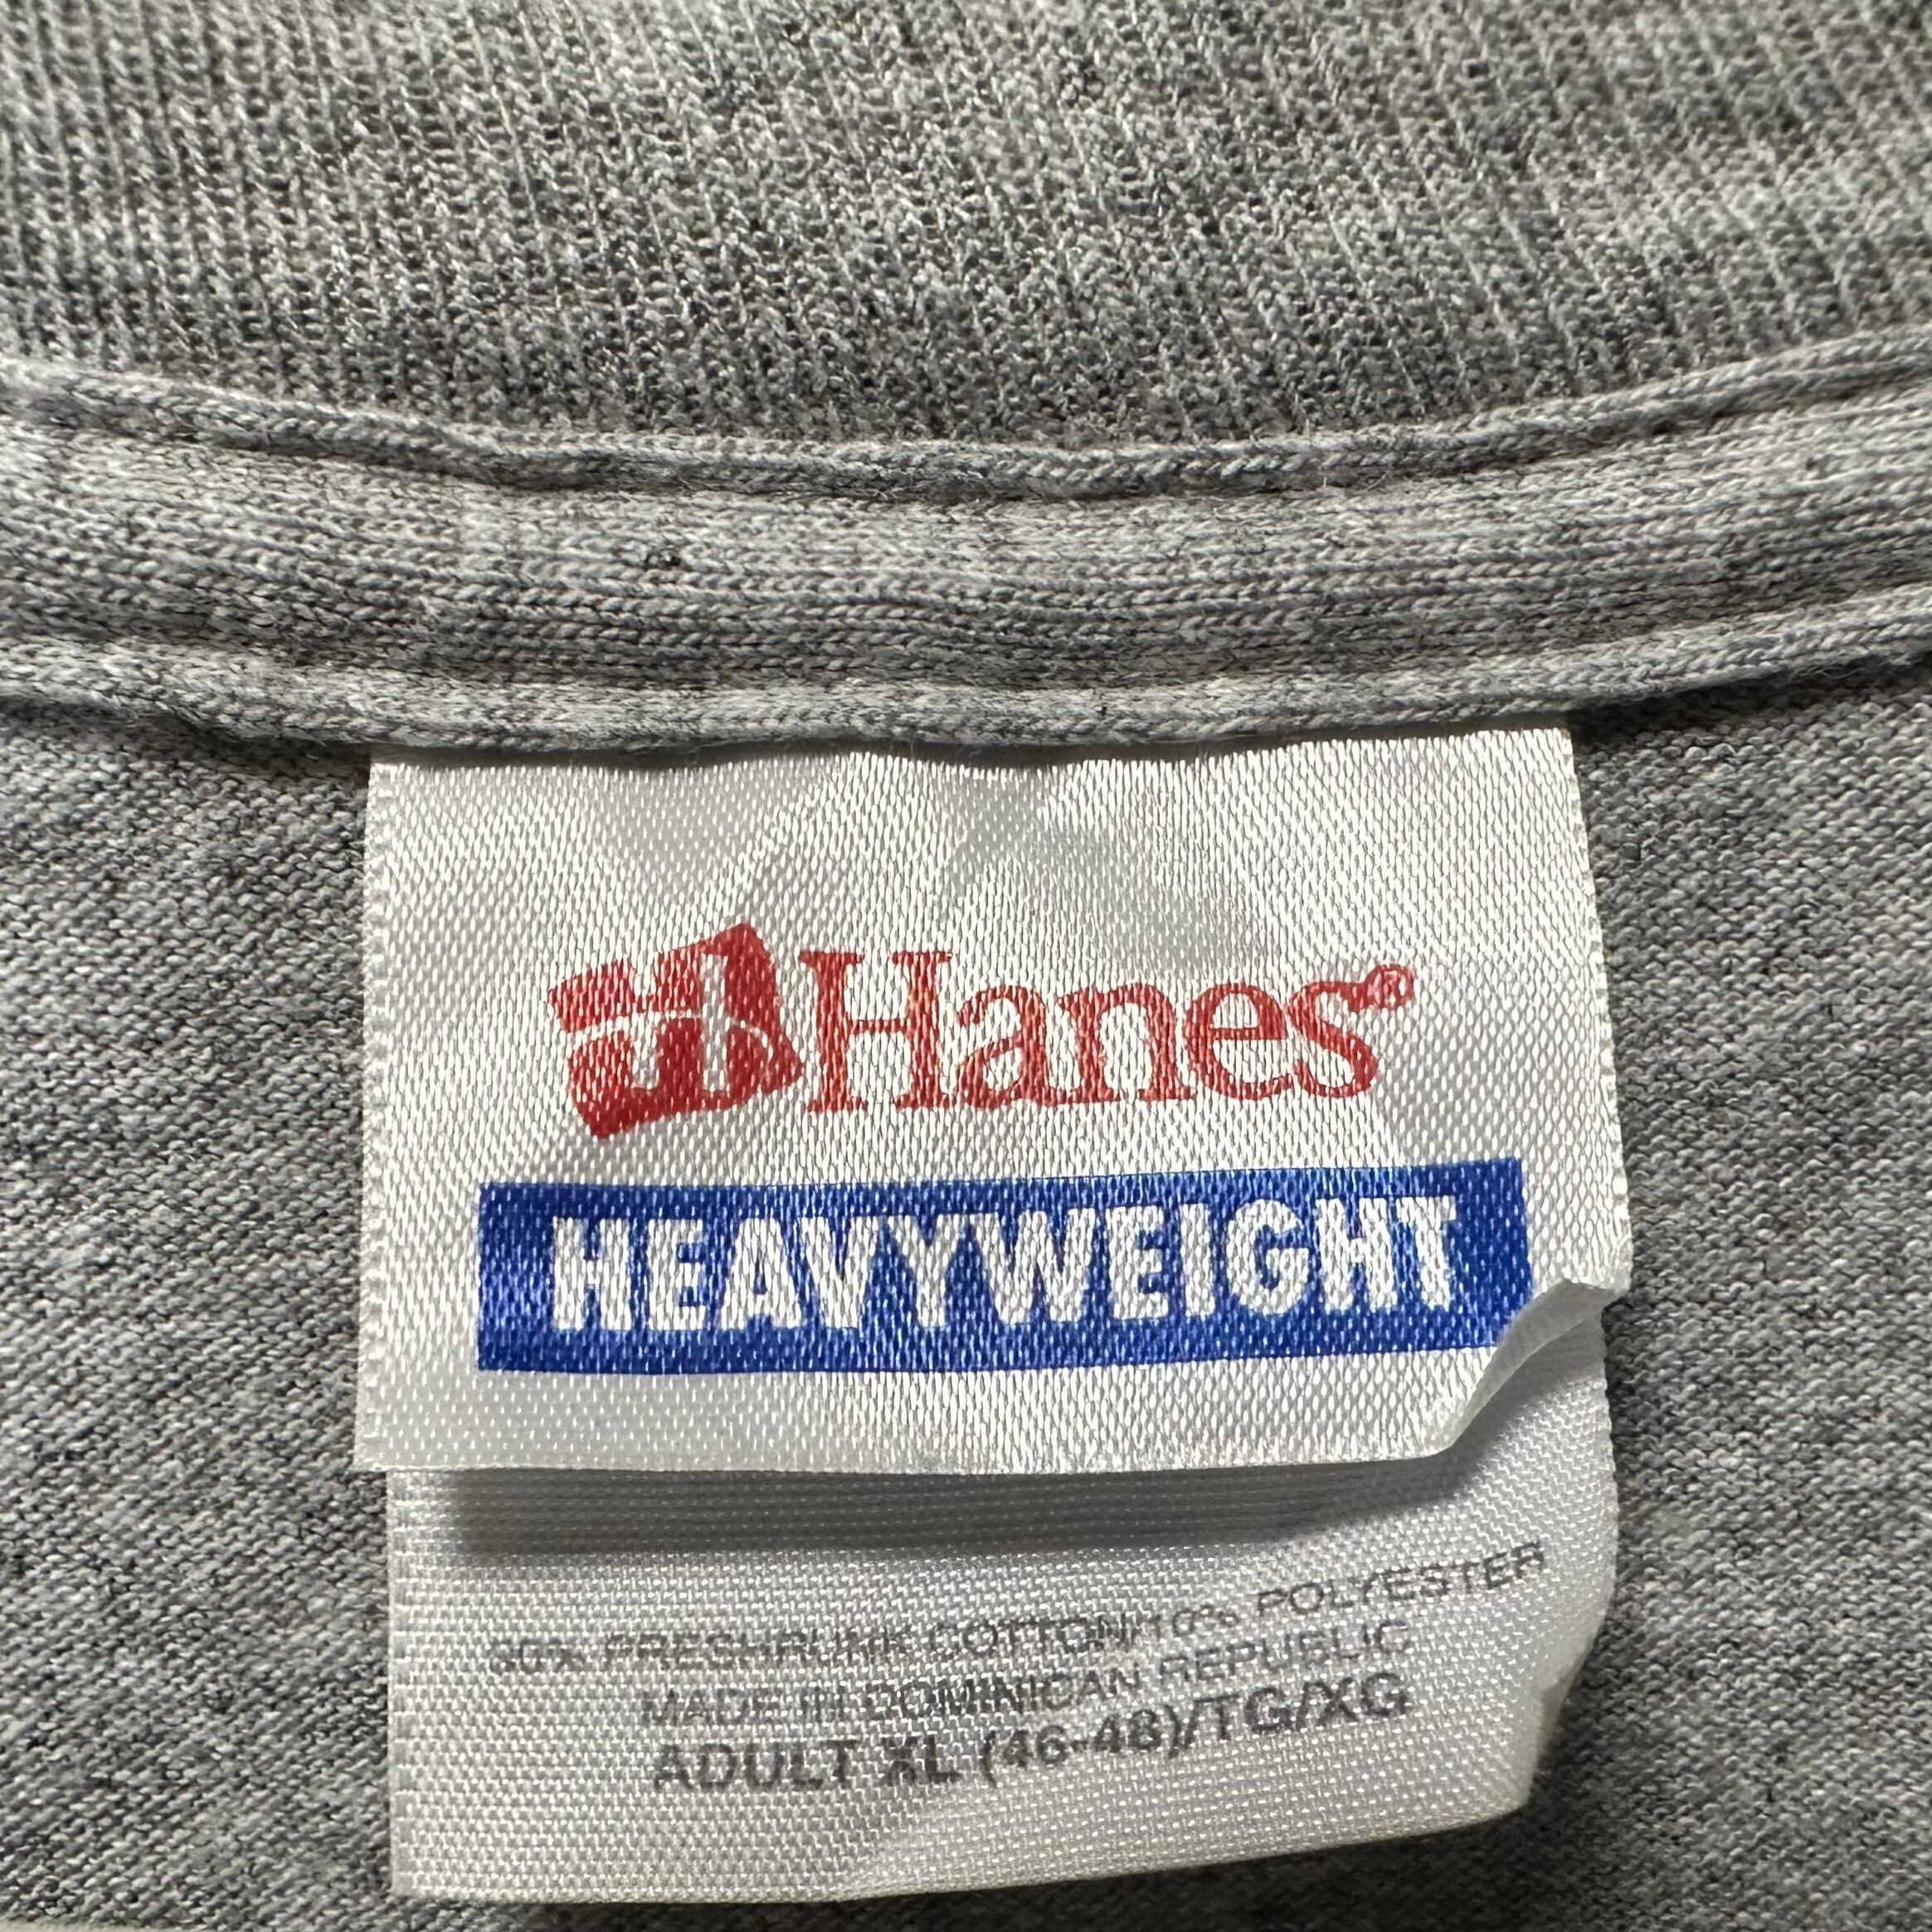 Hanes®
HEAVYWEIGHT
90% PRESHRUNK COTTON/10% POLYESTER
MADE IN DOMINICAN REPUBLIC
ADULT XL (46-48)/TG/XG